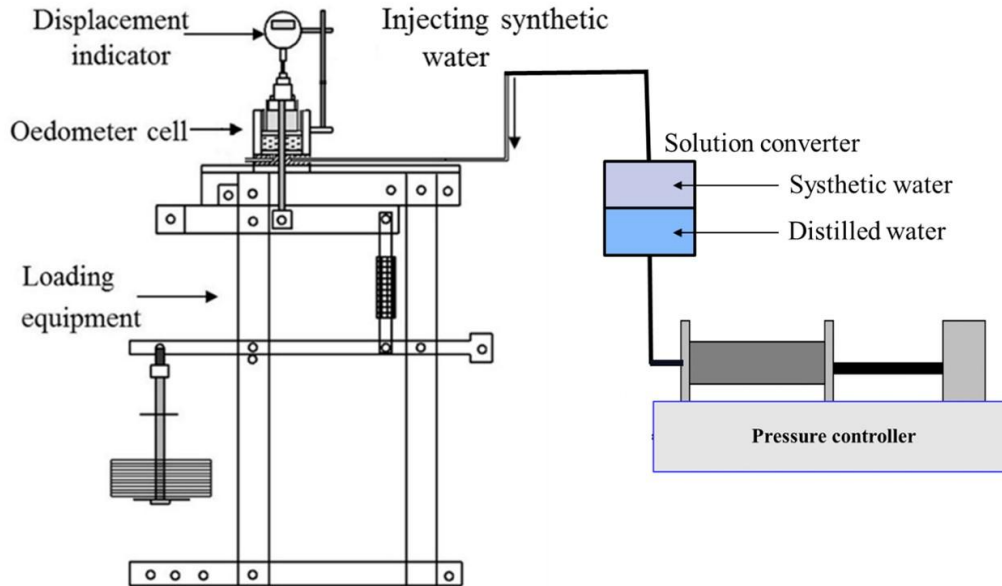 Displacement
indicator
Injecting synthetic
water
Oedometer cell
Solution converter
Systhetic water
Distilled water
Loading
equipment
Pressure controller